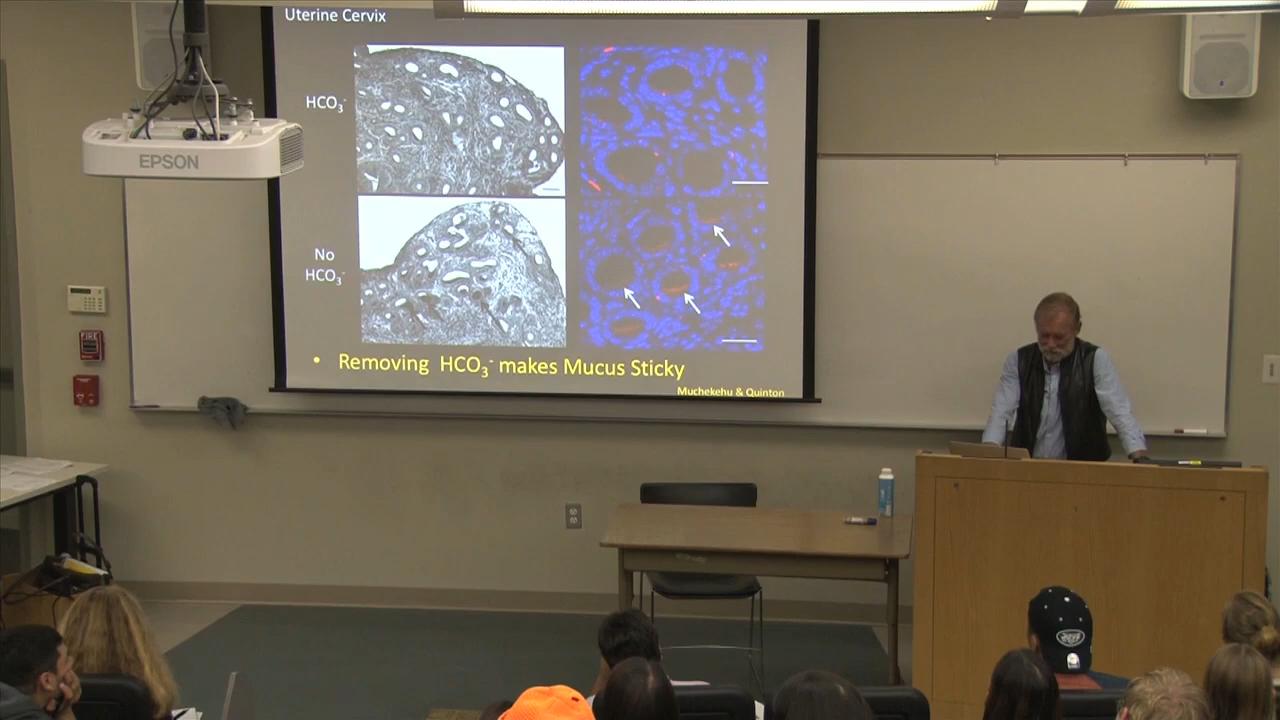 Uterine Cervix
HCO₃⁻
No
HCO₃⁻
• Removing HCO₃⁻ makes Mucus Sticky
Muchekehu & Quinton
EPSON
FIRE